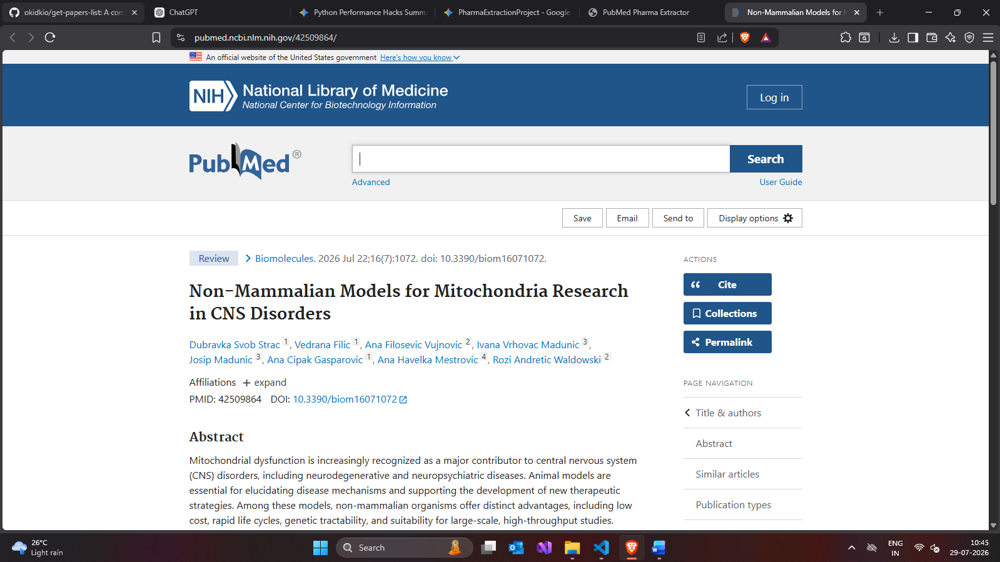 okidkio/get-papers-list: A con
ChatGPT
Python Performance Hacks Summa
PharmaExtractionProject - Google
PubMed Pharma Extractor
Non-Mammalian Models for M
pubmed.ncbi.nlm.nih.gov/42509864/
An official website of the United States government Here's how you know
NIH National Library of Medicine
National Center for Biotechnology Information
Log in
PubMed®
Search
Advanced
User Guide
Save
Email
Send to
Display options
Review
Biomolecules. 2026 Jul 22;16(7):1072. doi: 10.3390/biom16071072.
Non-Mammalian Models for Mitochondria Research
in CNS Disorders
Dubravka Svob Strac 1, Vedrana Filic 1, Ana Filosevic Vujnovic 2, Ivana Vrhovac Madunic 3,
Josip Madunic 3, Ana Cipak Gasparovic 1, Ana Havelka Mestrovic 4, Rozi Andretic Waldowski 2
Affiliations + expand
PMID: 42509864 DOI: 10.3390/biom16071072
Abstract
Mitochondrial dysfunction is increasingly recognized as a major contributor to central nervous system
(CNS) disorders, including neurodegenerative and neuropsychiatric diseases. Animal models are
essential for elucidating disease mechanisms and supporting the development of new therapeutic
strategies. Among these models, non-mammalian organisms offer distinct advantages, including low
cost, rapid life cycles, genetic tractability, and suitability for large-scale, high-throughput studies.
ACTIONS
Cite
Collections
Permalink
PAGE NAVIGATION
Title & authors
Abstract
Similar articles
Publication types
26°C
Light rain
Search
ENG
IN
10:45
29-07-2026